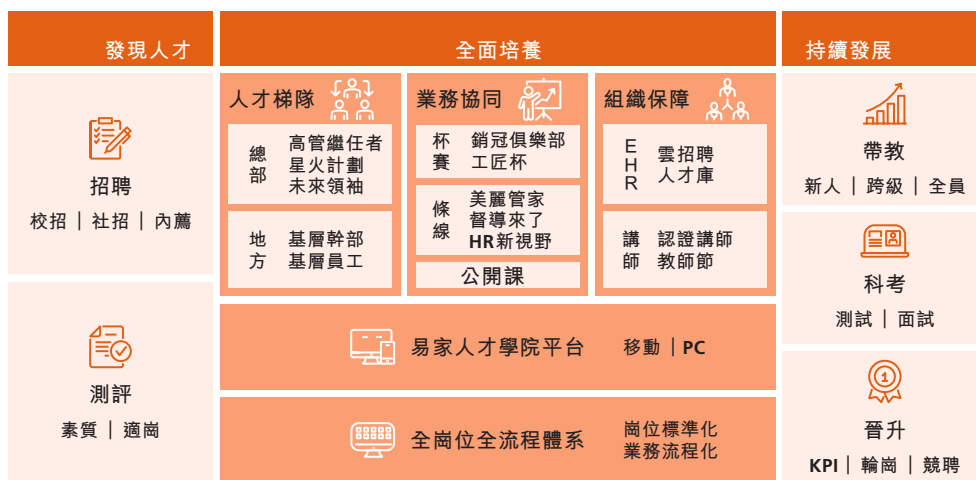 發現人才
招聘
校招｜社招｜內薦
測評
素質｜適崗
全面培養
人才梯隊
總部
高管繼任者
星火計劃
未來領袖
地方
基層幹部
基層員工
業務協同
杯賽
銷冠俱樂部
工匠杯
條線
美麗管家
督導來了
HR新視野
公開課
組織保障
EHR
雲招聘
人才庫
講師
認證講師
教師節
易家人才學院平台
移動｜PC
全崗位全流程體系
崗位標準化
業務流程化
持續發展
帶教
新人｜跨級｜全員
科考
測試｜面試
1
晉升
KPI｜輪崗｜競聘